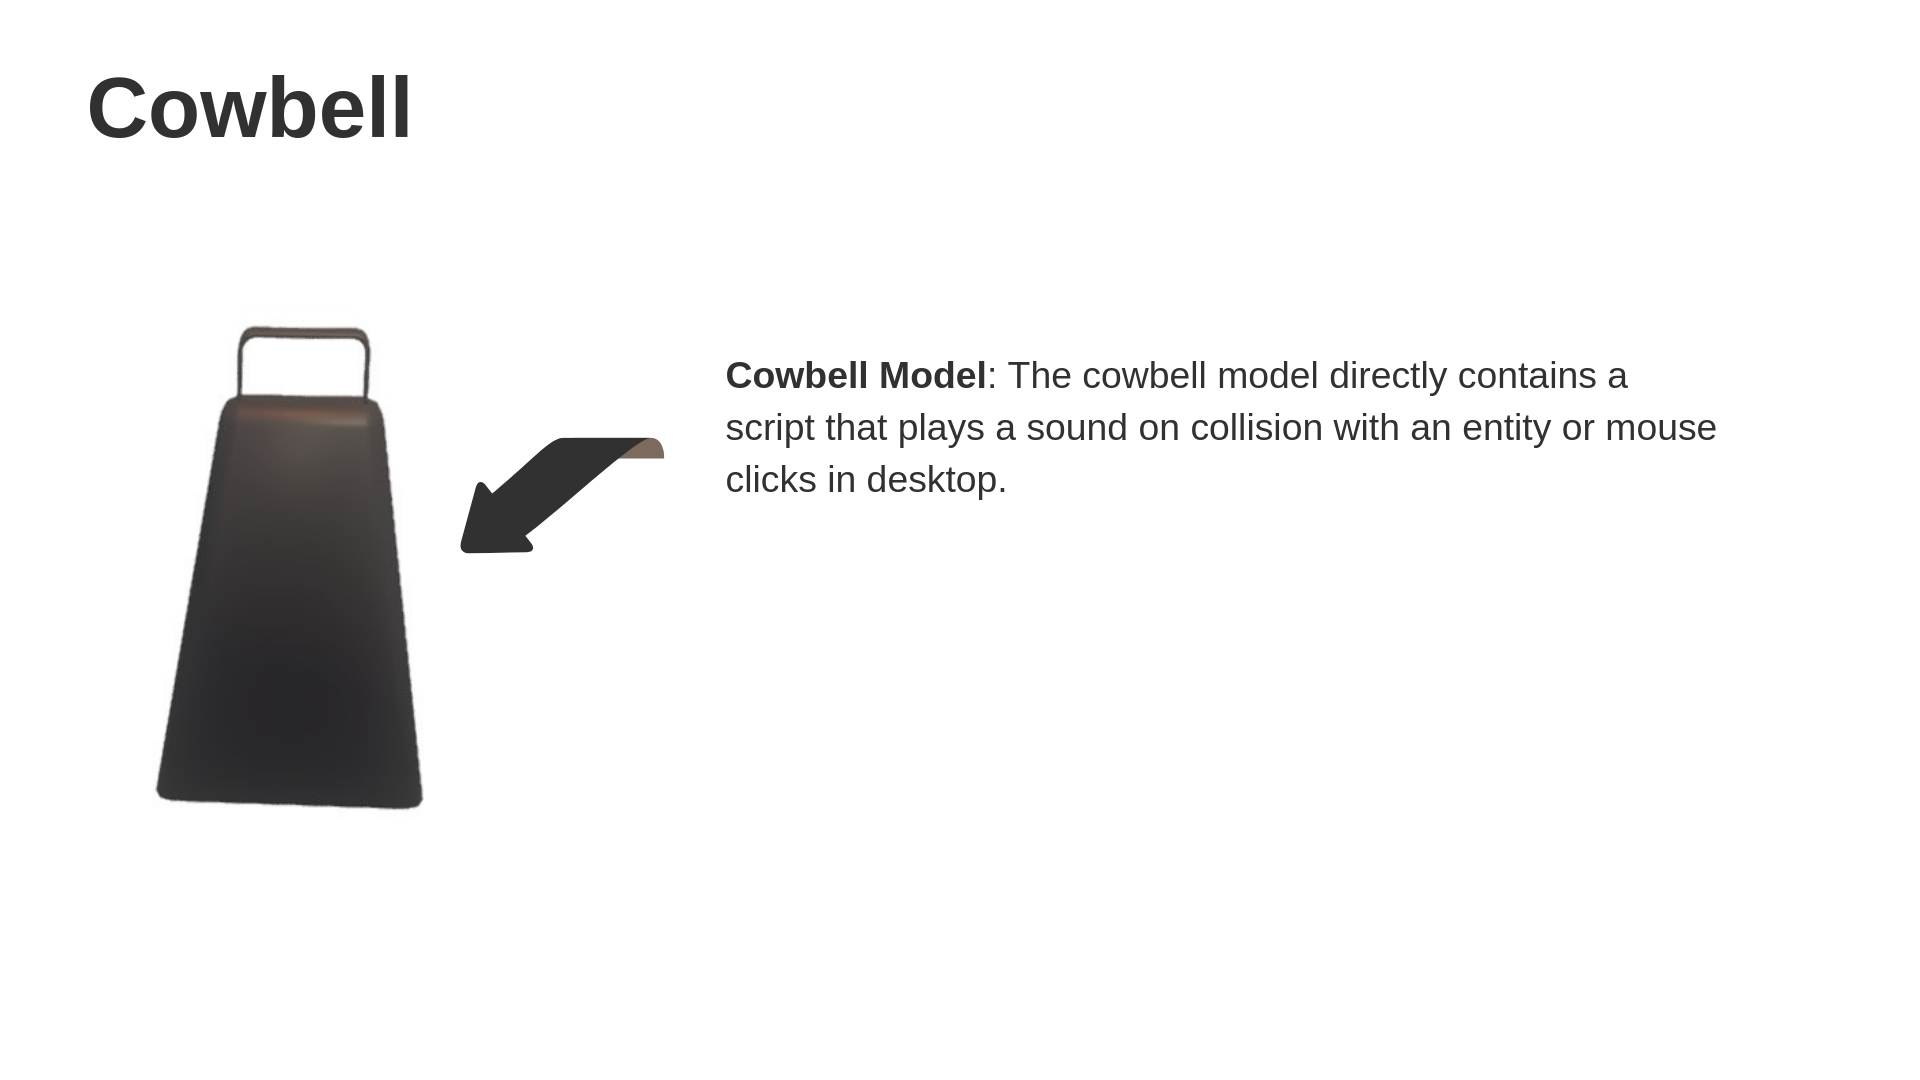 Cowbell
Cowbell Model: The cowbell model directly contains a
script that plays a sound on collision with an entity or mouse
clicks in desktop.